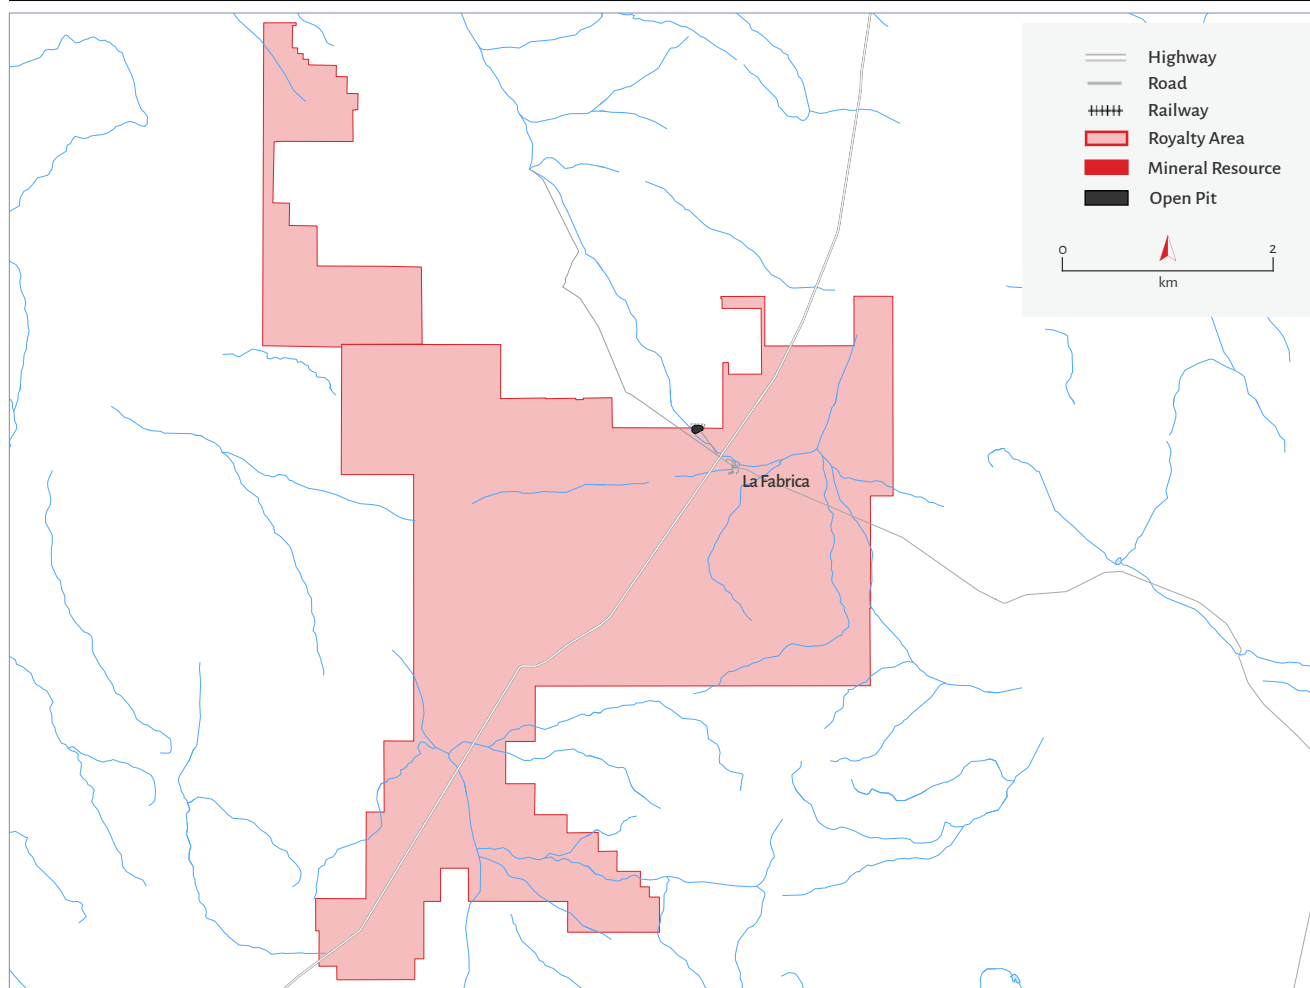 Highway
Road
Railway
Royalty Area
Mineral Resource
Open Pit
0 2
km
La Fabrica